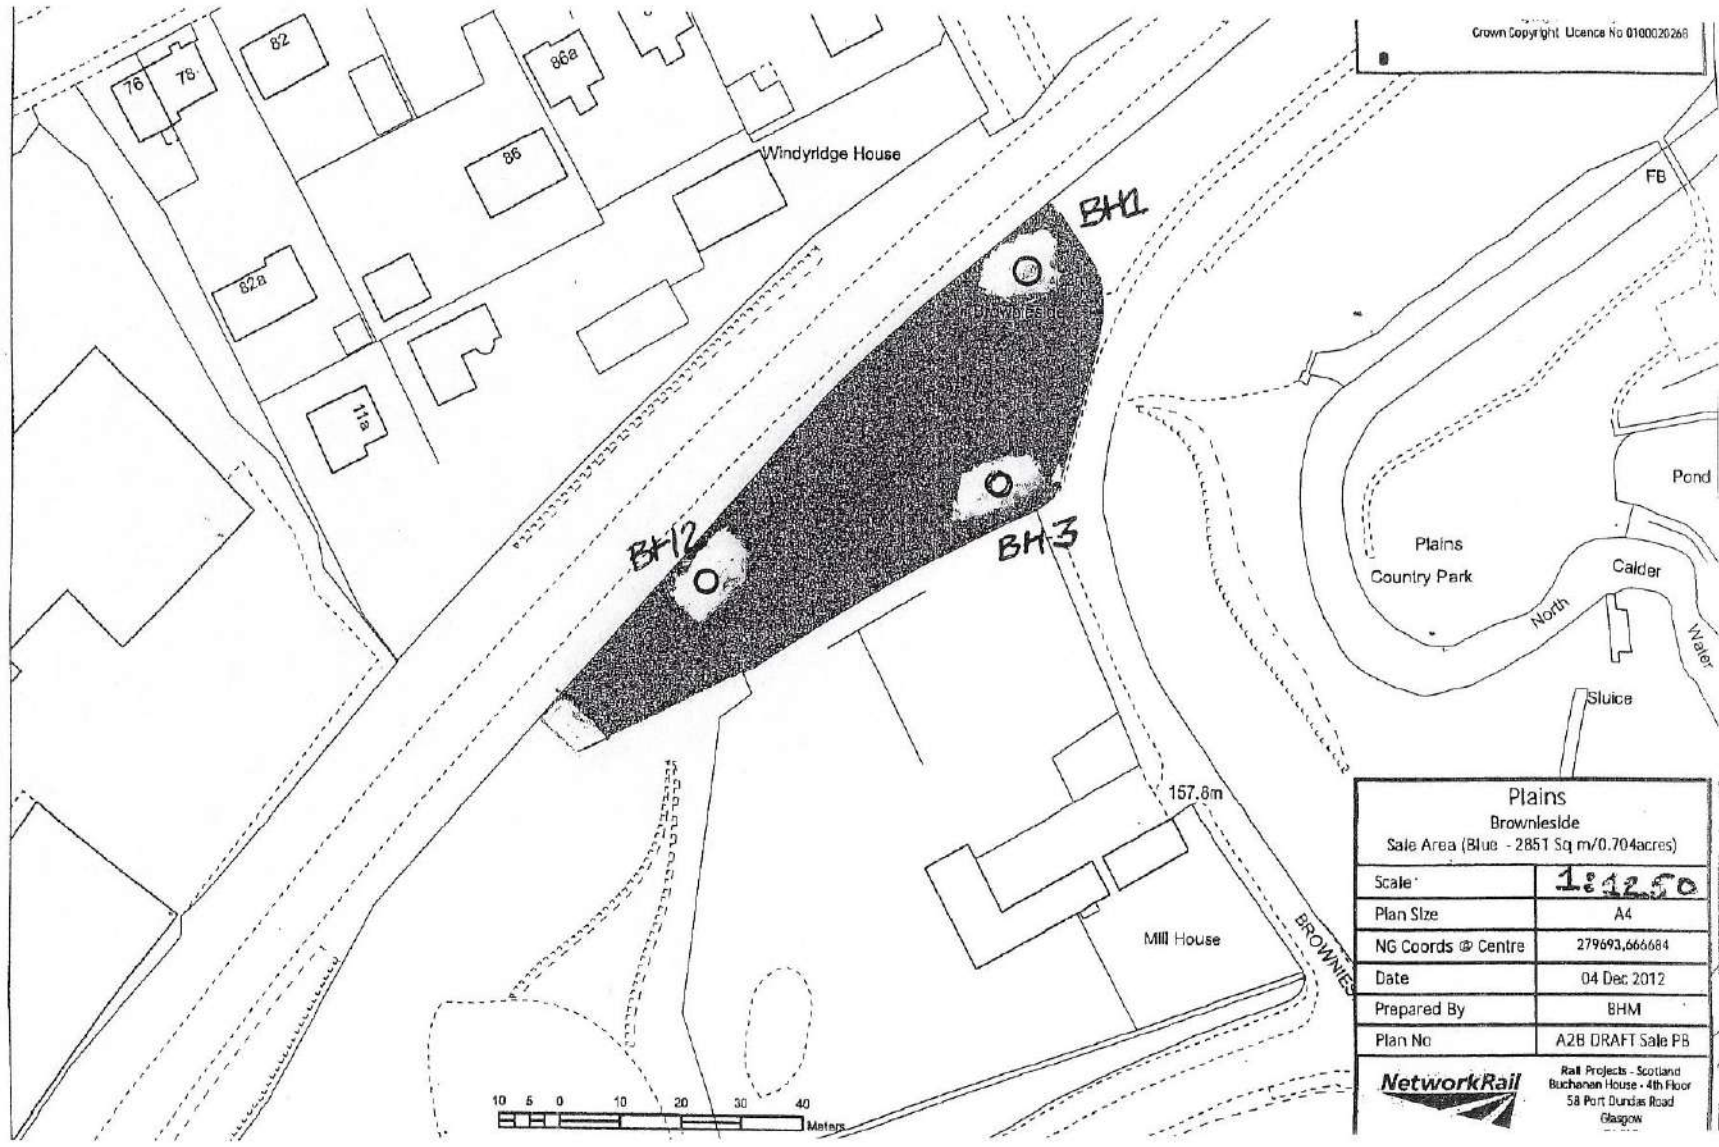 Crown Copyright Licence No 0100020268
76
78
82
86a
86
Windyridge House
82a
11a
BH1
Brownieside
BH2
BH3
FB
Pond
Plains
Country Park
North
Calder
Water
Sluice
157.8m
Mill House
BROWNIES
Plains
Brownieside
Sale Area (Blue - 2851 Sq m/0.704acres)
Scale 1:1250
Plan Size A4
NG Coords @ Centre 279693,666684
Date 04 Dec 2012
Prepared By BHM
Plan No A2B DRAFT Sale PB
NetworkRail
Rail Projects - Scotland
Buchanan House - 4th Floor
58 Port Dundas Road
Glasgow
10 5 0 10 20 30 40
Meters